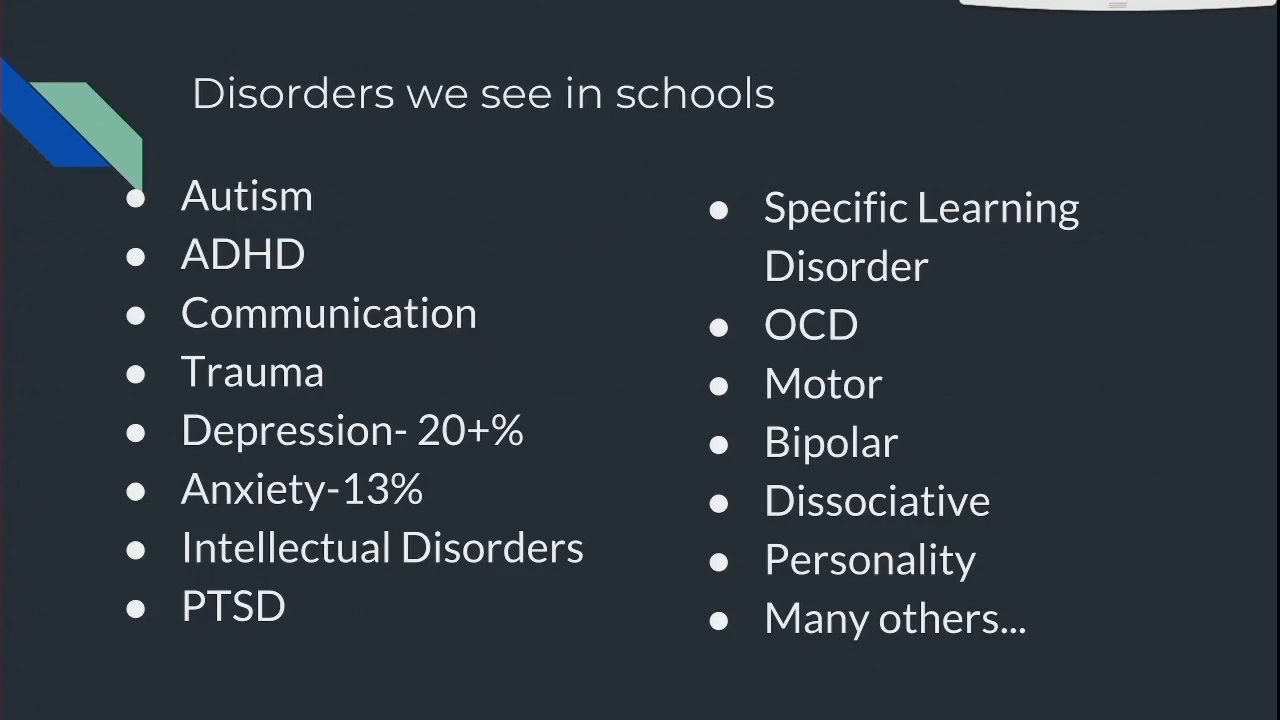 Disorders we see in schools
● Autism
● ADHD
● Communication
● Trauma
● Depression- 20+%
● Anxiety-13%
● Intellectual Disorders
● PTSD
● Specific Learning
Disorder
● OCD
● Motor
● Bipolar
● Dissociative
● Personality
● Many others...